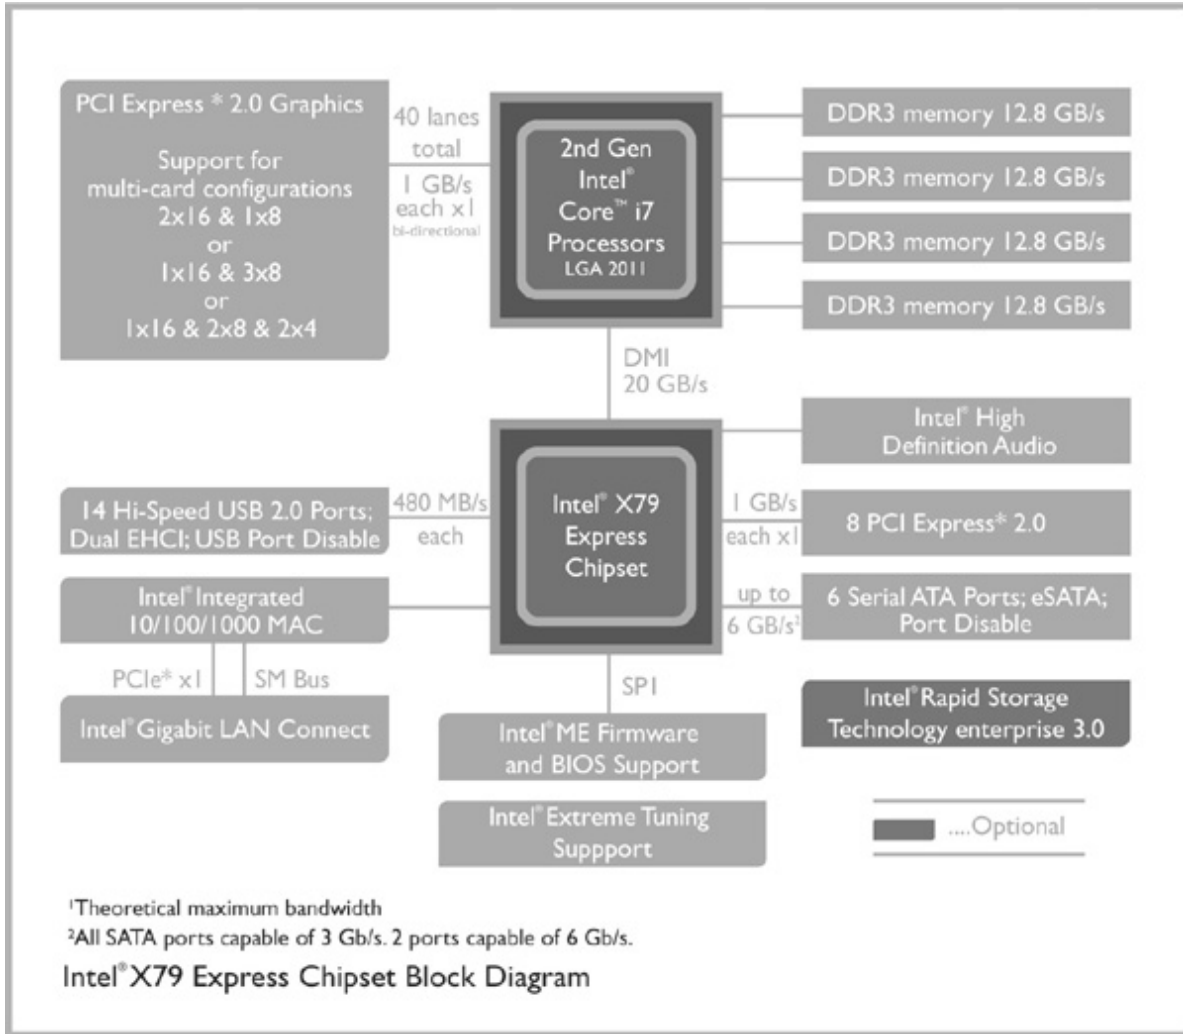 PCI Express * 2.0 Graphics
Support for
multi-card configurations
2x16 & 1x8
or
1x16 & 3x8
or
1x16 & 2x8 & 2x4
40 lanes
total
1 GB/s
each x1
bi-directional
2nd Gen
Intel®
Core™ i7
Processors
LGA 2011
DDR3 memory 12.8 GB/s
DDR3 memory 12.8 GB/s
DDR3 memory 12.8 GB/s
DDR3 memory 12.8 GB/s
DMI
20 GB/s
Intel® High
Definition Audio
14 Hi-Speed USB 2.0 Ports;
Dual EHCI; USB Port Disable
480 MB/s
each
Intel® X79
Express
Chipset
1 GB/s
each x1
8 PCI Express* 2.0
Intel® Integrated
10/100/1000 MAC
up to
6 GB/s²
6 Serial ATA Ports; eSATA;
Port Disable
PCIe* x1
SM Bus
SPI
Intel® Gigabit LAN Connect
Intel® ME Firmware
and BIOS Support
Intel® Rapid Storage
Technology enterprise 3.0
Intel® Extreme Tuning
Suppport
....Optional
¹Theoretical maximum bandwidth
²All SATA ports capable of 3 Gb/s. 2 ports capable of 6 Gb/s.
Intel® X79 Express Chipset Block Diagram